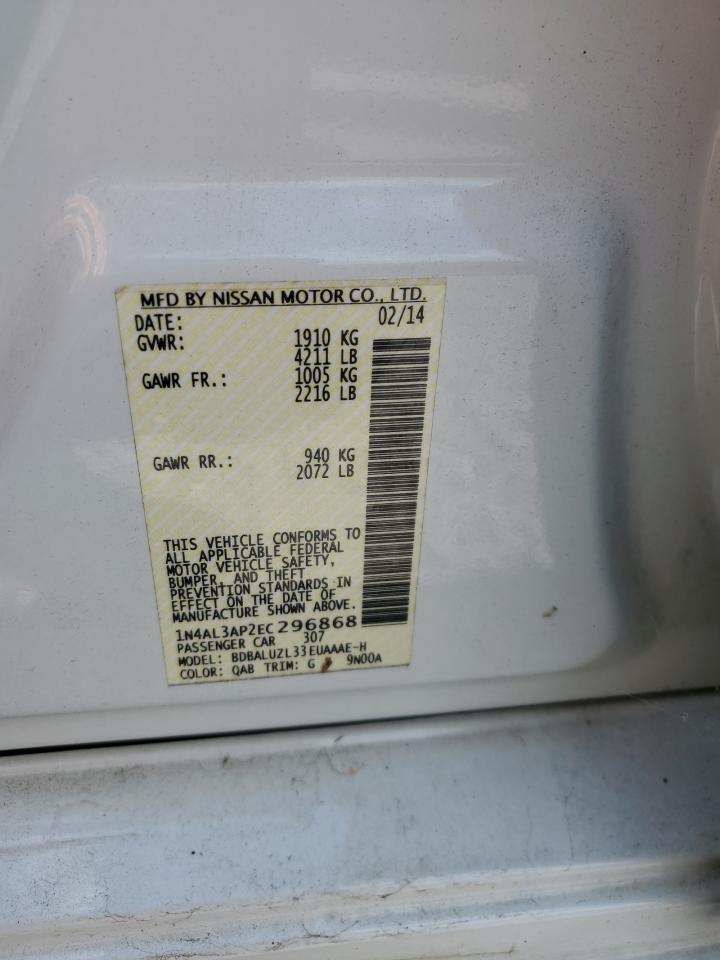 MFD BY NISSAN MOTOR CO., LTD.
DATE: 02/14
GVWR: 1910 KG
4211 LB
GAWR FR.: 1005 KG
2216 LB
GAWR RR.: 940 KG
2072 LB
THIS VEHICLE CONFORMS TO
ALL APPLICABLE FEDERAL
MOTOR VEHICLE SAFETY,
BUMPER, AND THEFT
PREVENTION STANDARDS IN
EFFECT ON THE DATE OF
MANUFACTURE SHOWN ABOVE.
1N4AL3AP2EC296868
PASSENGER CAR 307
MODEL: BDBALUZL33EUAAAE-H
COLOR: QAB TRIM: G 9N00A